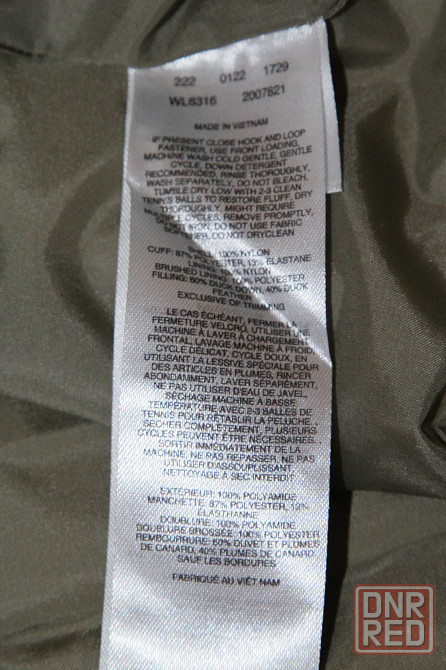 222 0122 1729
WL6316 2007821
MADE IN VIETNAM
IF PRESENT CLOSE HOOK AND LOOP
FASTENER, USE FRONT LOADING,
MACHINE WASH COLD GENTLE, GENTLE
CYCLE, DOWN DETERGENT
RECOMMENDED, RINSE THOROUGHLY,
WASH SEPARATELY, DO NOT BLEACH,
TUMBLE DRY LOW WITH 2-3 CLEAN
TENNIS BALLS TO RESTORE FLUFF, DRY
THOROUGHLY, MIGHT REQUIRE
MULTIPLE CYCLES, REMOVE PROMPTLY,
DO NOT IRON, DO NOT USE FABRIC
SOFTENER, DO NOT DRYCLEAN
SHELL: 100% NYLON
CUFF: 87% POLYESTER, 13% ELASTANE
LINING: 100% NYLON
BRUSHED LINING: 100% POLYESTER
FILLING: 60% DUCK DOWN, 40% DUCK
FEATHER
EXCLUSIVE OF TRIMMING
LE CAS ÉCHÉANT, FERMER LA
FERMETURE VELCRO, UTILISER UNE
MACHINE À LAVER À CHARGEMENT
FRONTAL, LAVAGE MACHINE À FROID,
CYCLE DÉLICAT, CYCLE DOUX, EN
UTILISANT LA LESSIVE SPÉCIALE POUR
DES ARTICLES EN PLUMES, RINCER
ABONDAMMENT, LAVER SÉPARÉMENT,
NE PAS UTILISER D'EAU DE JAVEL,
SÉCHAGE MACHINE À BASSE
TEMPÉRATURE AVEC 2-3 BALLES DE
TENNIS POUR RÉTABLIR LA PELUCHE,
SÉCHER COMPLÈTEMENT, PLUSIEURS
CYCLES PEUVENT ÊTRE NÉCESSAIRES,
SORTIR IMMÉDIATEMENT DE LA
MACHINE, NE PAS REPASSER, NE PAS
UTILISER D'ASSOUPLISSANT,
NETTOYAGE À SEC INTERDIT
EXTÉRIEUR: 100% POLYAMIDE
MANCHETTE: 87% POLYESTER, 13%
ÉLASTHANNE
DOUBLURE: 100% POLYAMIDE
DOUBLURE BROSSÉE: 100% POLYESTER
REMBOURRURE: 60% DUVET ET PLUMES
DE CANARD, 40% PLUMES DE CANARD
SAUF LES BORDURES
FABRIQUÉ AU VIÊT NAM
DNR
RED